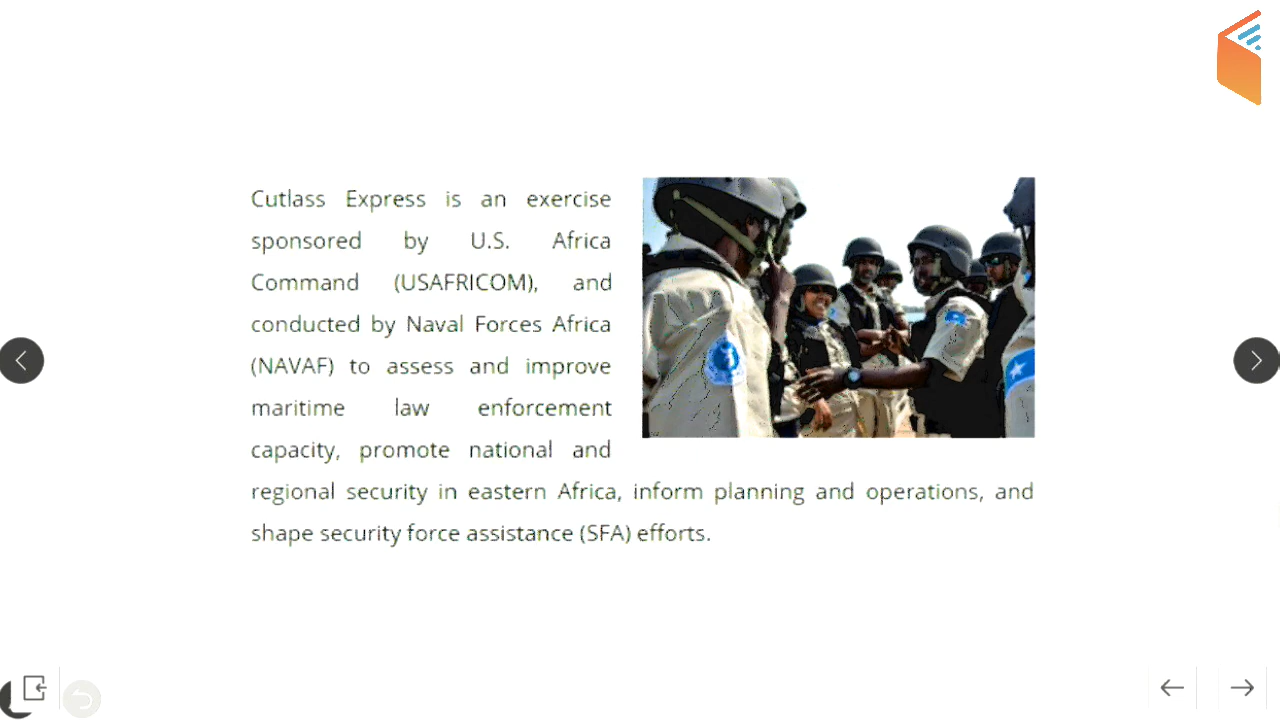 Cutlass Express is an exercise
sponsored by U.S. Africa
Command (USAFRICOM), and
conducted by Naval Forces Africa
(NAVAF) to assess and improve
maritime law enforcement
capacity, promote national and
regional security in eastern Africa, inform planning and operations, and
shape security force assistance (SFA) efforts.